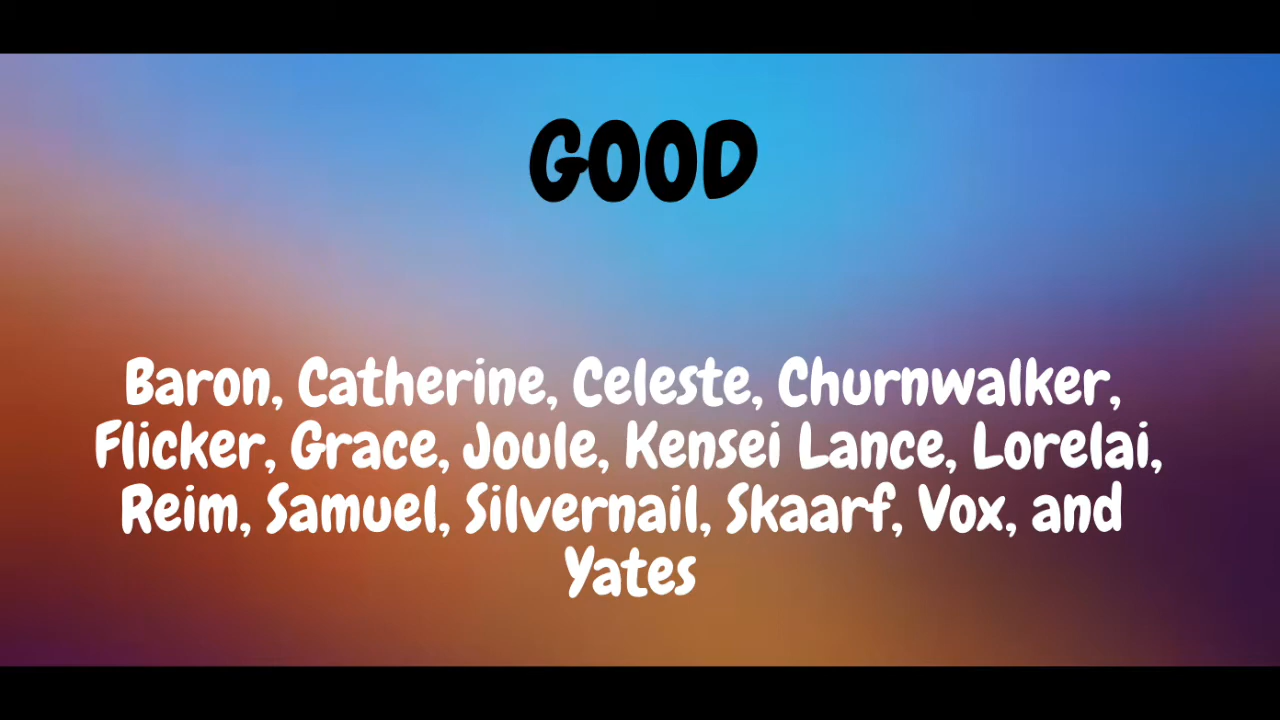 GOOD
Baron, Catherine, Celeste, Churnwalker,
Flicker, Grace, Joule, Kensei Lance, Lorelai,
Reim, Samuel, Silvernail, Skaarf, Vox, and
Yates